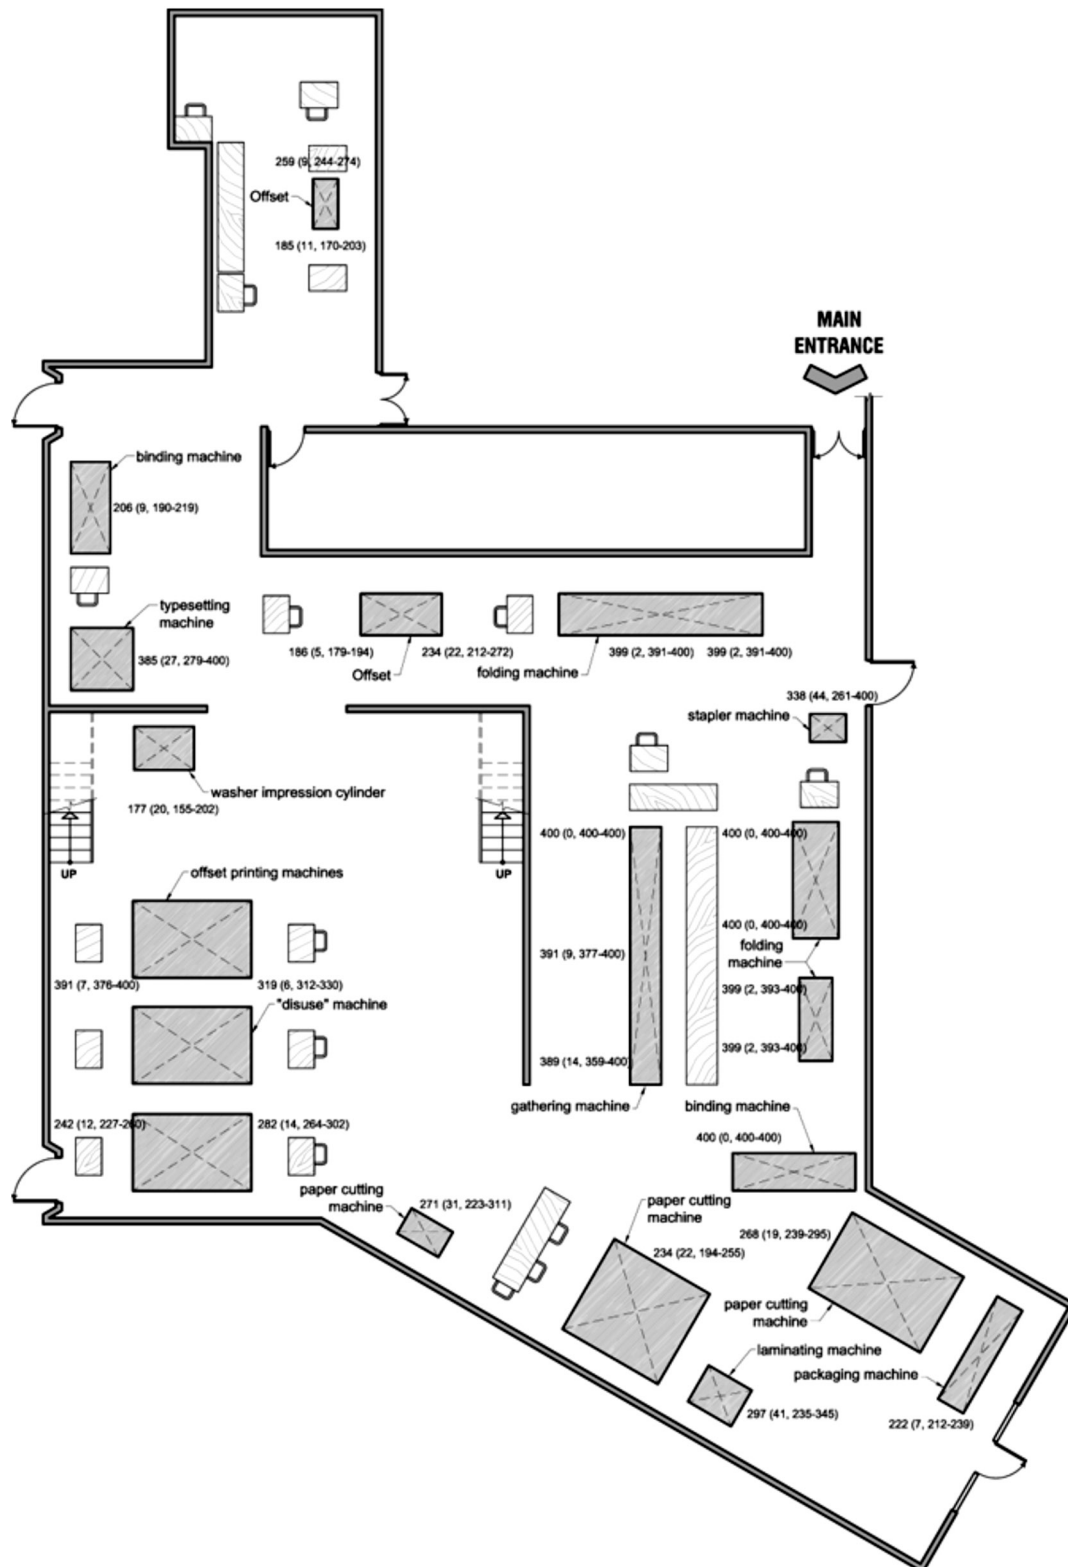 259 (9, 244-274)
Offset
185 (11, 170-203)
MAIN
ENTRANCE
binding machine
206 (9, 190-219)
typesetting
machine
385 (27, 279-400)
186 (5, 179-194)
234 (22, 212-272)
Offset
folding machine
399 (2, 391-400)
399 (2, 391-400)
338 (44, 261-400)
stapler machine
washer impression cylinder
177 (20, 155-202)
UP
UP
400 (0, 400-400)
400 (0, 400-400)
offset printing machines
400 (0, 400-400)
folding
machine
391 (9, 377-400)
391 (7, 376-400)
319 (6, 312-330)
399 (2, 393-400)
"disuse" machine
399 (2, 393-400)
389 (14, 359-400)
gathering machine
binding machine
242 (12, 227-260)
282 (14, 264-302)
400 (0, 400-400)
paper cutting
machine
271 (31, 223-311)
paper cutting
machine
268 (19, 239-295)
234 (22, 194-255)
paper cutting
machine
laminating machine
packaging machine
297 (41, 235-345)
222 (7, 212-239)